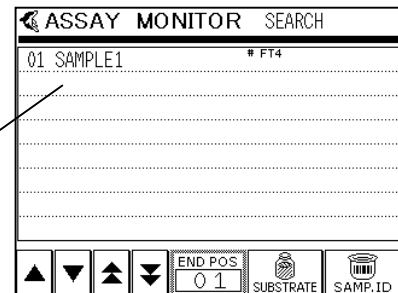 ASSAY MONITOR SEARCH
01 SAMPLE1 # FT4
END POS
01
SUBSTRATE
SAMP.ID